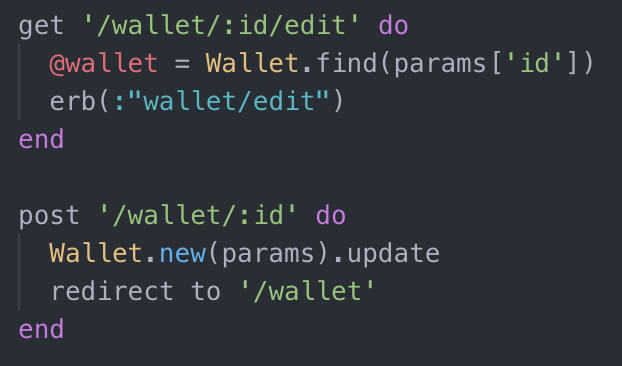 get '/wallet/:id/edit' do
  @wallet = Wallet.find(params['id'])
  erb(:"wallet/edit")
end

post '/wallet/:id' do
  Wallet.new(params).update
  redirect to '/wallet'
end